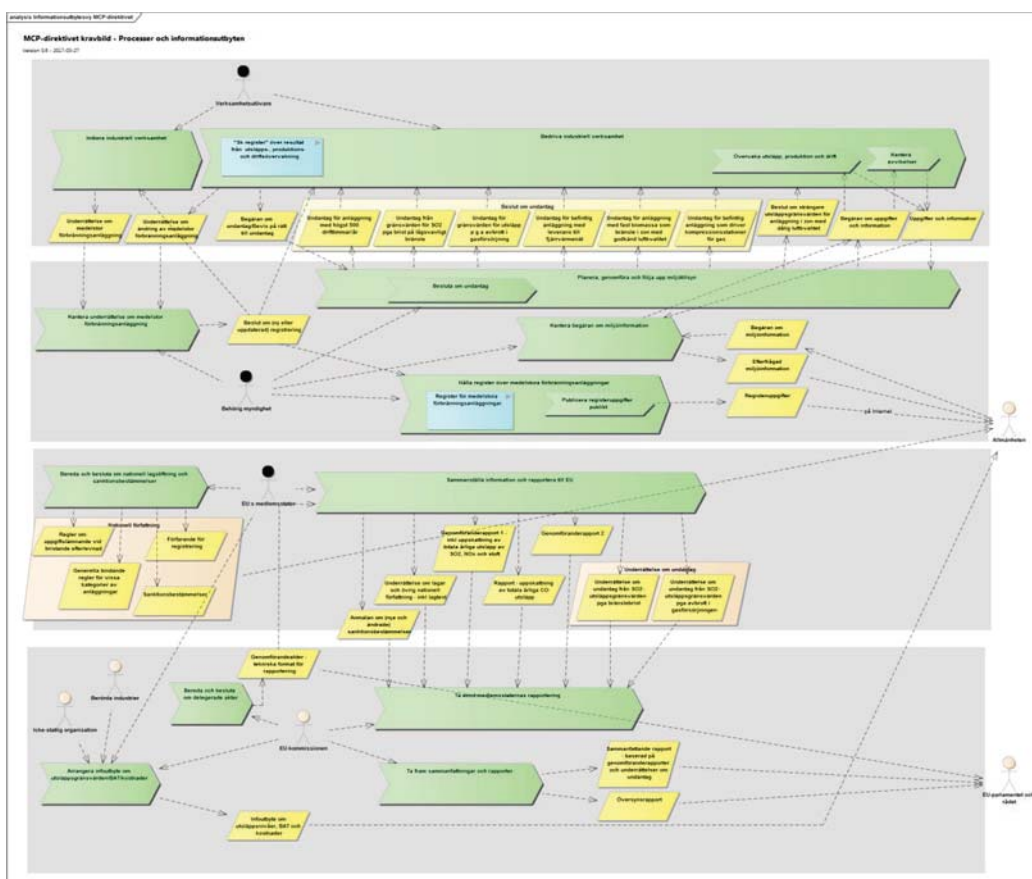 analysis Informationsutbyte MCP-direktivet
MCP-direktivet kravbild - Processer och informationsutbyten
Verksamhetsutövare
Initiera industriell verksamhet
Bedriva industriell verksamhet
"Sk register" över resultat
från utsläpps-, produktions-
och driftsövervakning
Övervaka utsläpp, produktion och drift
Hantera
avvikelser
Underrättelse om
medelstor
förbränningsanläggning
Underrättelse om
ändring av medelstor
förbränningsanläggning
Begäran om
undantag/Bevis på rätt
till undantag
Beslut om undantag
Undantag för anläggning
med högst 500
drifttimmar/år
Undantag från
gränsvärden för SO2
pga brist på lågsvavligt
bränsle
Undantag för
gränsvärden för utsläpp
p g a avbrott i
gasförsörjning
Undantag för befintlig
anläggning med
leverans till
fjärrvärmenät
Undantag för anläggning
med fast biomassa som
bränsle i zon med
godkänd luftkvalitet
Undantag för befintlig
anläggning som driver
kompressionsstationer
för gas
Beslut om strängare
utsläppsgränsvärden för
anläggning i zon med
dålig luftkvalitet
Begäran om uppgifter
och information
Uppgifter och information
Planera, genomföra och följa upp miljötillsyn
Besluta om undantag
Hantera underrättelse om medelstor
förbränningsanläggning
Beslut om (ny eller
uppdaterad) registrering
Hantera begäran om miljöinformation
Begäran om
miljöinformation
Efterfrågad
miljöinformation
Behörig myndighet
Hålla register över medelstora förbränningsanläggningar
Register för medelstora
förbränningsanläggningar
Publicera registeruppgifter
publikt
Registeruppgifter
på Internet
Allmänheten
Bereda och besluta om nationell lagstiftning och
sanktionsbestämmelser
EU:s medlemsstater
Sammanställa information och rapportera till EU
Nationell författning
Regler om
uppgiftslämnande vid
bristande efterlevnad
Förfarande för
registrering
Generella bindande
regler för vissa
kategorier av
anläggningar
Sanktionsbestämmelser
Genomföranderapport 1 -
inkl uppskattning av
totala årliga utsläpp av
SO2, NOx och stoft
Genomföranderapport 2
Underrättelse om lagar
och övrig nationell
författning - inkl lagtext
Rapport - uppskattning
av totala årliga CO-
utsläpp
Underrättelse om undantag
Underrättelse om
undantag från SO2-
utsläppsgränsvärden
pga bränslebrist
Underrättelse om
undantag från SO2-
utsläppsgränsvärden
pga avbrott i
gasförsörjningen
Anmälan om (nya och
ändrade)
sanktionsbestämmelser
Genomförandeakter -
tekniska format för
rapportering
Berörda industrier
Icke statlig organisation
Bereda och besluta
om delegerade akter
Ta emot medlemsstaternas rapportering
EU-kommissionen
Arrangera infoutbyte om
utsläppsgränsvärden/BAT/kostnader
Ta fram sammanfattningar och rapporter
Sammanfattande rapport
- baserad på
genomföranderapporter
och underrättelser om
undantag
Översynsrapport
EU-parlamentet och
rådet
Infoutbyte om
utsläppsnivåer, BAT och
kostnader